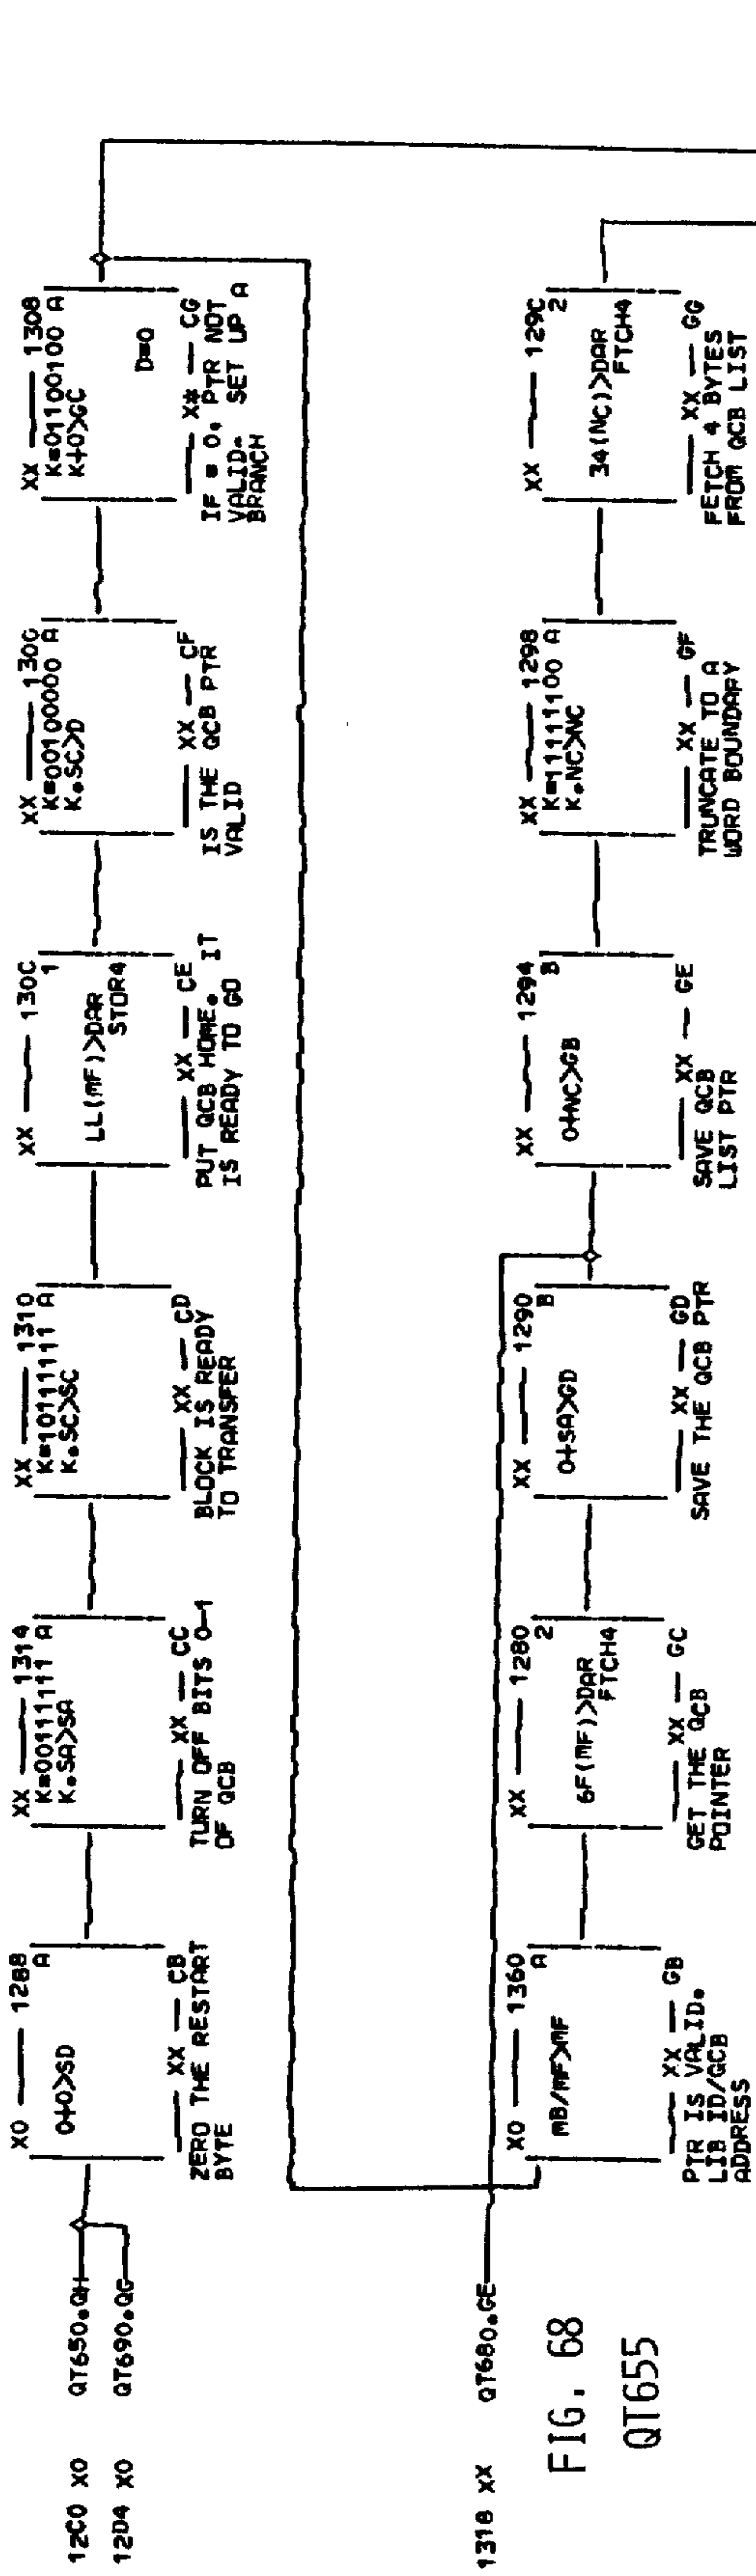 12C0 X0 QT650.QH
12D4 X0 QT690.QG
X0 — 1288
A
0+0>SD
— XX — CB
ZERO THE RESTART
BYTE
XX — 1314
K=00111111 A
K.SA>SA
— XX — CC
TURN OFF BITS 0-1
OF QCB
XX — 1310
K=10111111 A
K.SC>SC
— XX — CD
BLOCK IS READY
TO TRANSFER
XX — 130C
1
LL(MF)>DAR
STOR4
— XX — CE
PUT QCB HOME. IT
IS READY TO GO
XX — 1300
K=00100000 A
K.SC>D
— XX — CF
IS THE QCB PTR
VALID
XX — 1308
K=01100100 A
K+0>GC
D=0
— X* — CG
IF = 0, PTR NOT
VALID. SET UP A
BRANCH
1318 XX QT680.GE
X0 — 1360
A
MB/MF>MF
— XX — GB
PTR IS VALID.
LIB ID/GCB
ADDRESS
XX — 1280
2
6F(MF)>DAR
FTCH4
— XX — GC
GET THE QCB
POINTER
XX — 1290
B
0+SA>GD
— XX — GD
SAVE THE QCB PTR
XX — 1294
B
0+NC>GB
— XX — GE
SAVE QCB
LIST PTR
XX — 1298
K=11111100 A
K.NC>NC
— XX — GF
TRUNCATE TO A
WORD BOUNDARY
XX — 129C
2
34(NC)>DAR
FTCH4
— XX — GG
FETCH 4 BYTES
FROM QCB LIST
FIG. 68
QT655